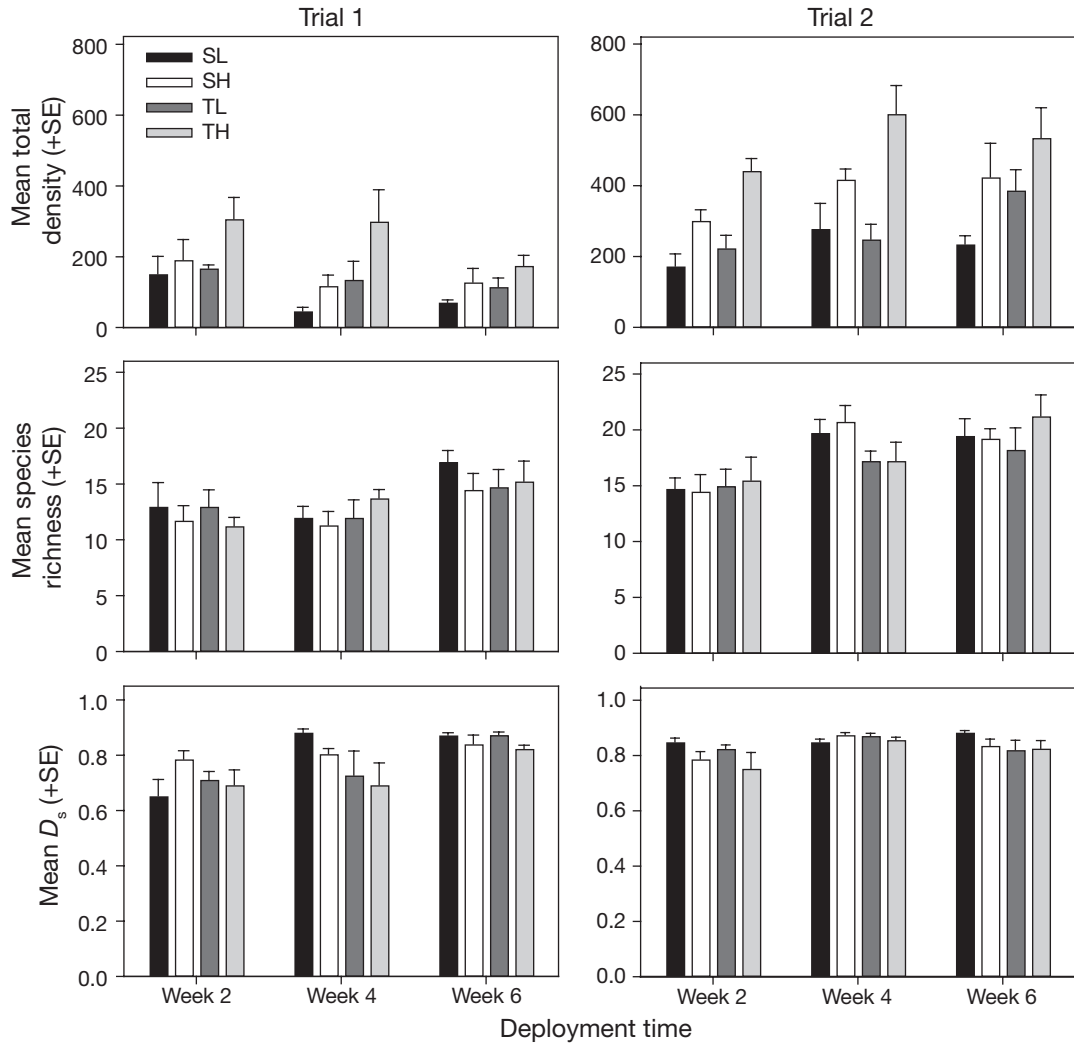 Trial 1
Trial 2
Mean total
density (+SE)
800
600
400
200
0
SL
SH
TL
TH
800
600
400
200
0
Mean species
richness (+SE)
25
20
15
10
5
0
25
20
15
10
5
0
Mean Ds (+SE)
1.0
0.8
0.6
0.4
0.2
0.0
1.0
0.8
0.6
0.4
0.2
0.0
Week 2 Week 4 Week 6
Week 2 Week 4 Week 6
Deployment time